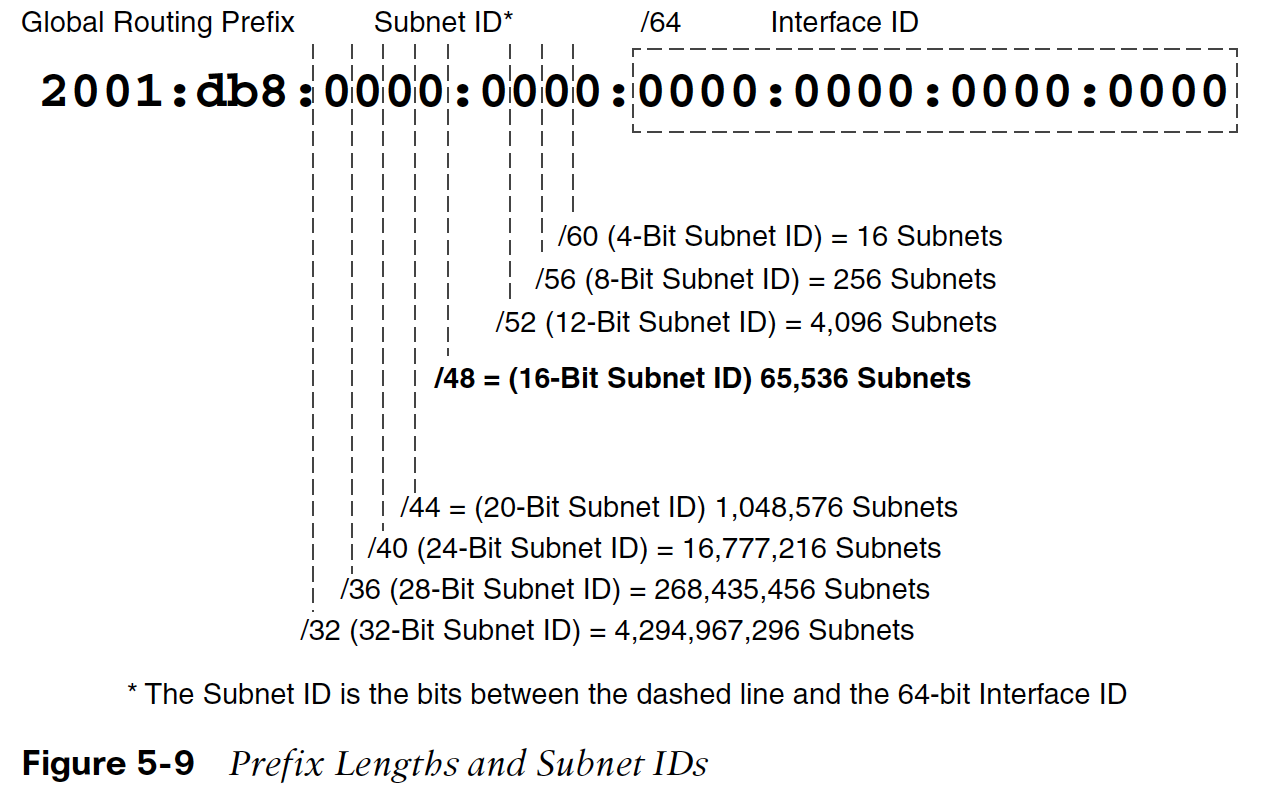 Global Routing Prefix Subnet ID* /64 Interface ID
2001:db8:0000:0000:0000:0000:0000:0000
/60 (4-Bit Subnet ID) = 16 Subnets
/56 (8-Bit Subnet ID) = 256 Subnets
/52 (12-Bit Subnet ID) = 4,096 Subnets
/48 = (16-Bit Subnet ID) 65,536 Subnets
/44 = (20-Bit Subnet ID) 1,048,576 Subnets
/40 (24-Bit Subnet ID) = 16,777,216 Subnets
/36 (28-Bit Subnet ID) = 268,435,456 Subnets
/32 (32-Bit Subnet ID) = 4,294,967,296 Subnets
* The Subnet ID is the bits between the dashed line and the 64-bit Interface ID
Figure 5-9 Prefix Lengths and Subnet IDs